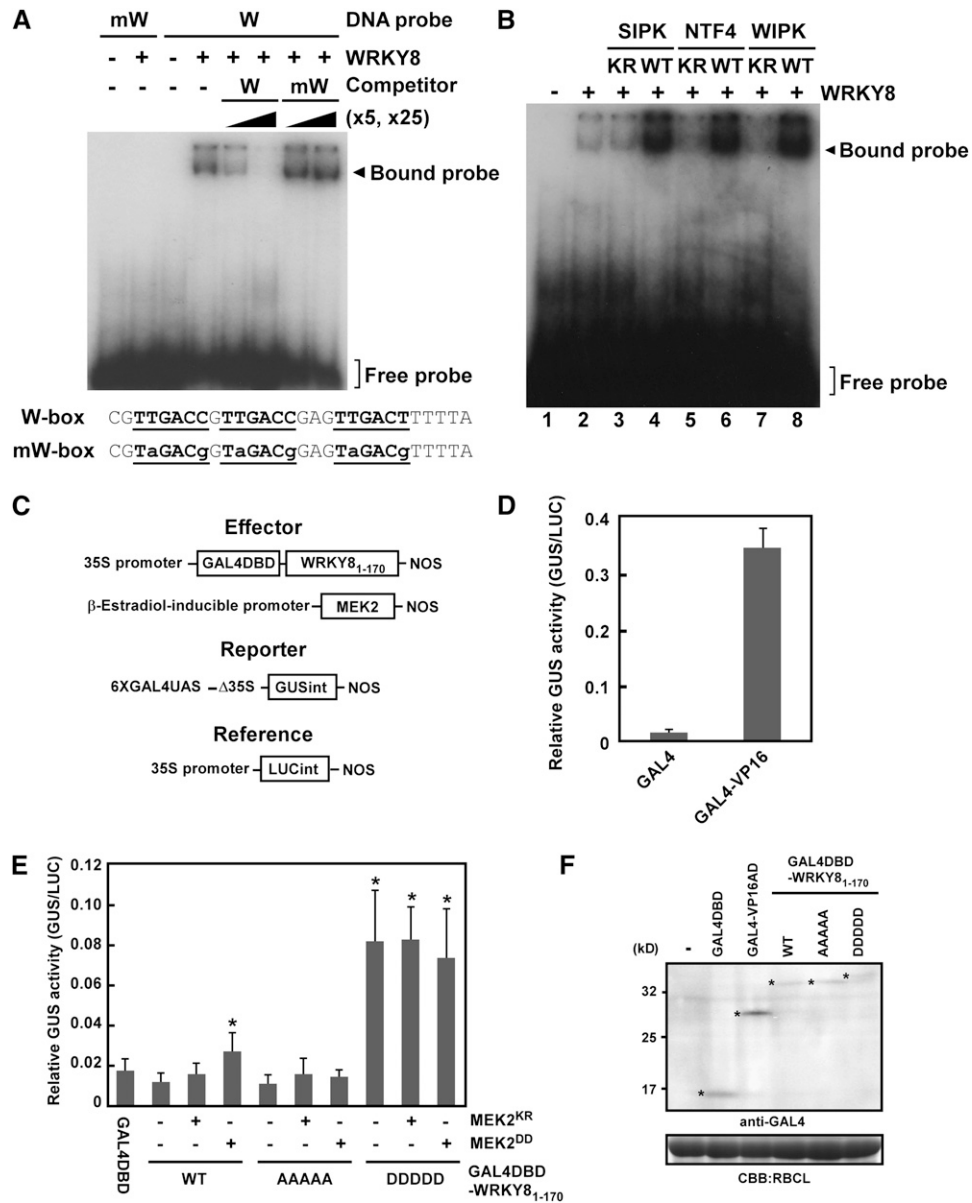 A
mW W DNA probe
- + - + + + + + WRKY8
- - - - W mW Competitor
(x5, x25)
Bound probe
Free probe
W-box CGTTGACCGTTGACCGAGTTGACTTTTTA
mW-box CGTaGACgGTaGACgGAGTaGACgTTTTA
B
SIPK NTF4 WIPK
KR WT KR WT KR WT
- + + + + + + + WRKY8
Bound probe
Free probe
1 2 3 4 5 6 7 8
C
Effector
35S promoter GAL4DBD WRKY8₁₋₁₇₀ NOS
β-Estradiol-inducible promoter MEK2 NOS
Reporter
6XGAL4UAS Δ35S GUSint NOS
Reference
35S promoter LUCint NOS
D
Relative GUS activity (GUS/LUC)
0.4
0.3
0.2
0.1
0
GAL4
GAL4-VP16
E
Relative GUS activity (GUS/LUC)
0.12
0.10
0.08
0.06
0.04
0.02
0
* * * *
GAL4DBD
- + - - + - - + - MEK2ᴷᴿ
- - + - - + - - + MEK2ᴰᴰ
WT AAAAA DDDDD GAL4DBD
-WRKY8₁₋₁₇₀
F
GAL4DBD
-WRKY8₁₋₁₇₀
(kD) - GAL4DBD GAL4-VP16AD WT AAAAA DDDDD
32
25
17
* * * * *
anti-GAL4
CBB:RBCL